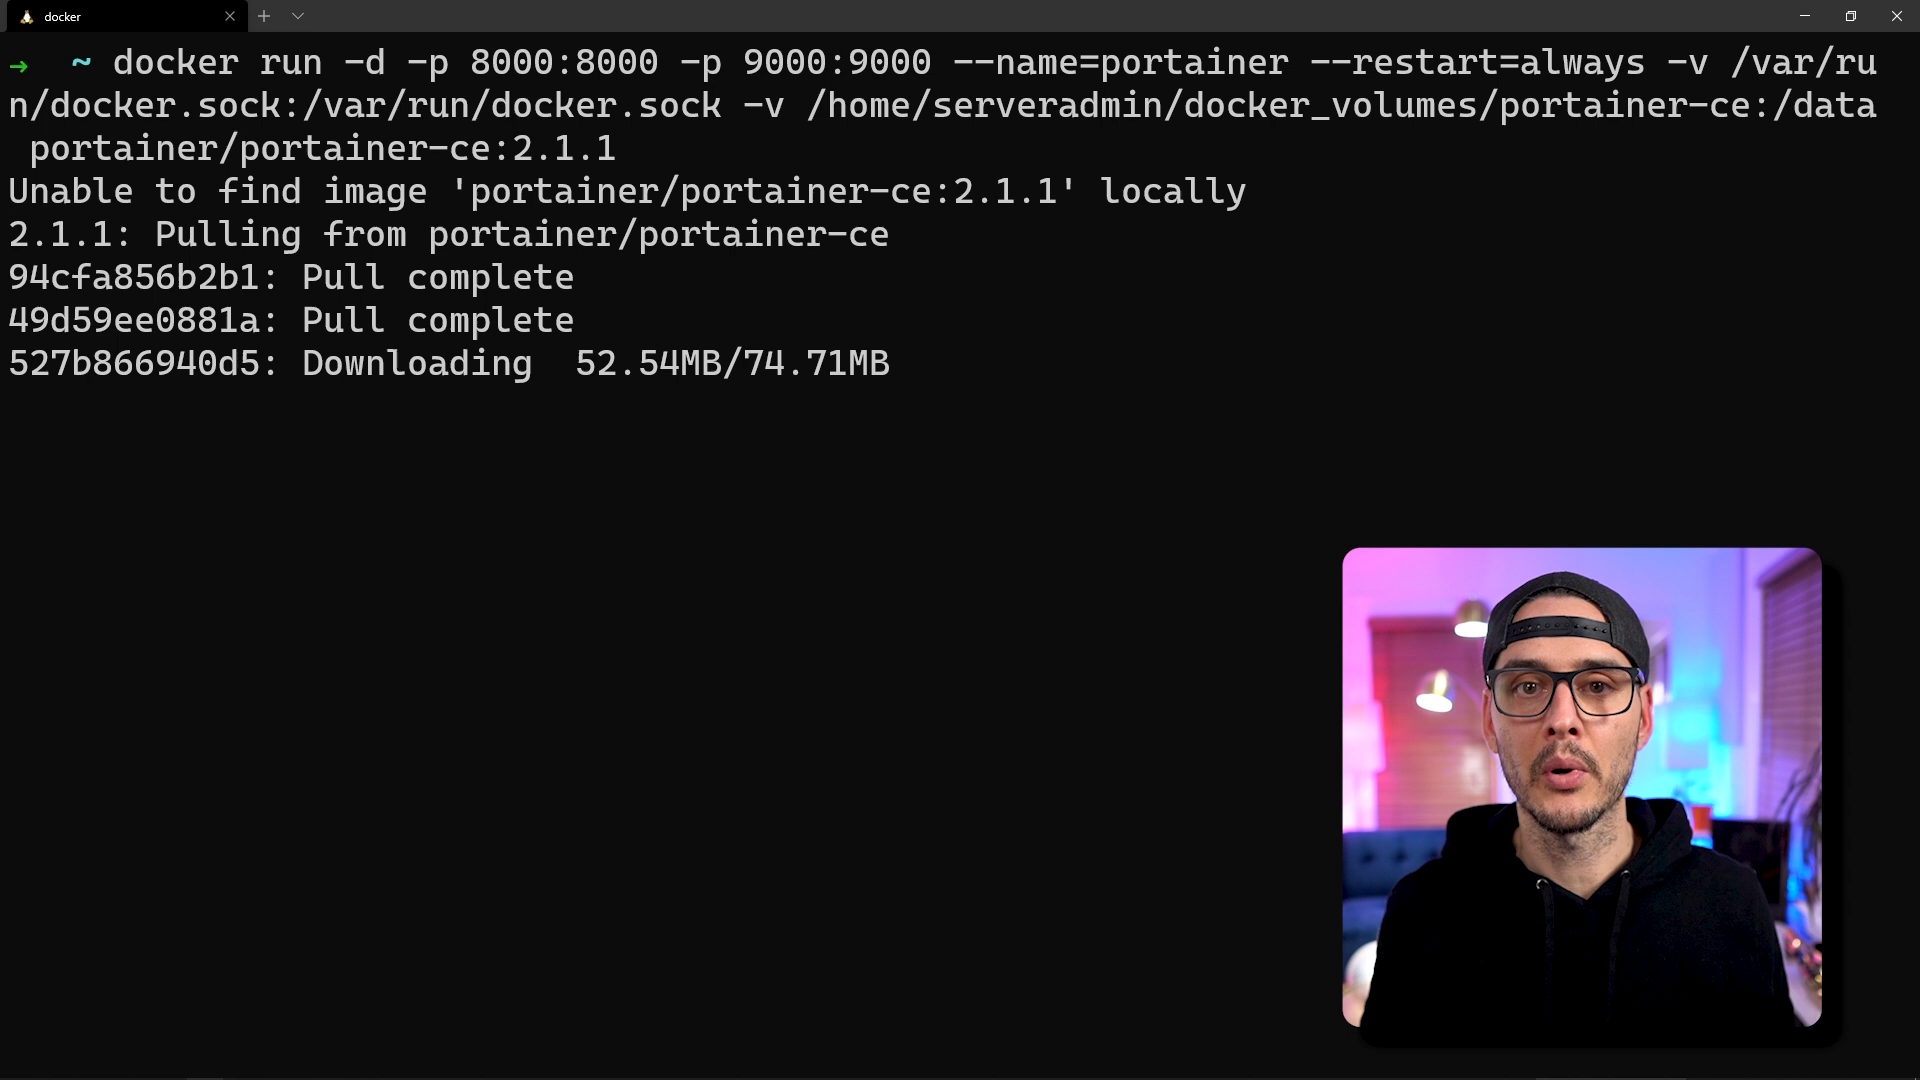 docker
→ ~ docker run -d -p 8000:8000 -p 9000:9000 --name=portainer --restart=always -v /var/ru
n/docker.sock:/var/run/docker.sock -v /home/serveradmin/docker_volumes/portainer-ce:/data
portainer/portainer-ce:2.1.1
Unable to find image 'portainer/portainer-ce:2.1.1' locally
2.1.1: Pulling from portainer/portainer-ce
94cfa856b2b1: Pull complete
49d59ee0881a: Pull complete
527b866940d5: Downloading  52.54MB/74.71MB